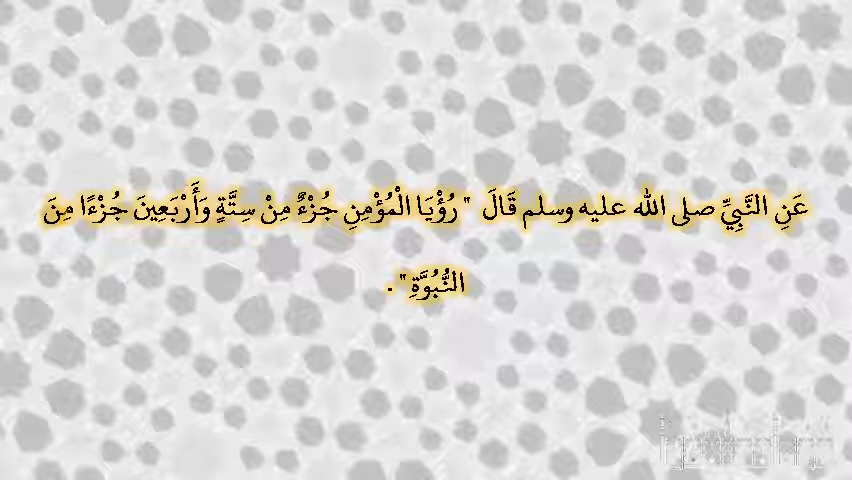 عَنِ النَّبِيِّ صلى الله عليه وسلم قَالَ ‏"‏ رُؤْيَا الْمُؤْمِنِ جُزْءٌ مِنْ سِتَّةٍ وَأَرْبَعِينَ جُزْءًا مِنَ
النُّبُوَّةِ ‏"‏‏.